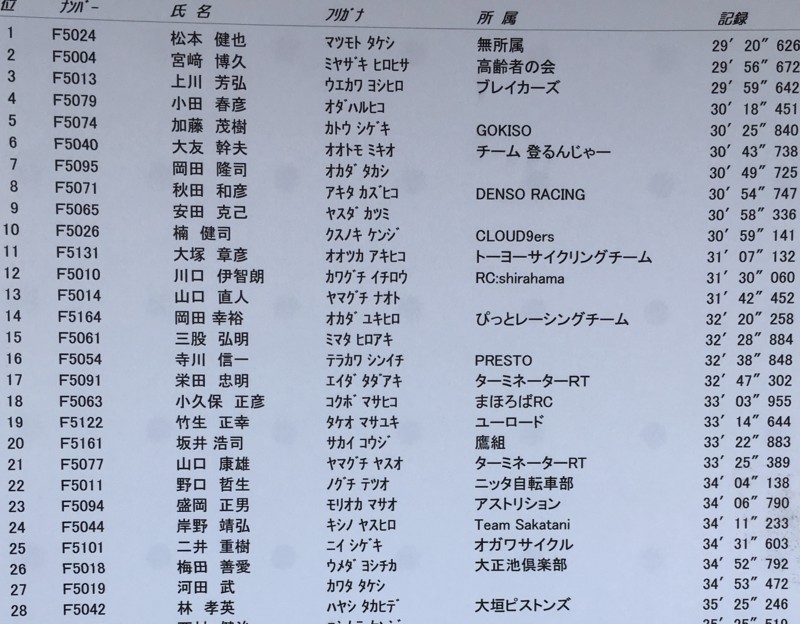 位 ﾅﾝﾊﾞｰ 氏 名 ﾌﾘｶﾞﾅ 所 属 記録
1 F5024 松本 健也 ﾏﾂﾓﾄ ﾀｹｼ 無所属 29′ 20″ 626
2 F5004 宮﨑 博久 ﾐﾔｻﾞｷ ﾋﾛﾋｻ 高齢者の会 29′ 56″ 672
3 F5013 上川 芳弘 ｳｴｶﾜ ﾖｼﾋﾛ ブレイカーズ 29′ 59″ 642
4 F5079 小田 春彦 ｵﾀﾞﾊﾙﾋｺ 30′ 18″ 451
5 F5074 加藤 茂樹 ｶﾄｳ ｼｹﾞｷ GOKISO 30′ 25″ 840
6 F5040 大友 幹夫 ｵｵﾄﾓ ﾐｷｵ チーム 登るんじゃー 30′ 43″ 738
7 F5095 岡田 隆司 ｵｶﾀﾞ ﾀｶｼ 30′ 49″ 725
8 F5071 秋田 和彦 ｱｷﾀ ｶｽﾞﾋｺ DENSO RACING 30′ 54″ 747
9 F5065 安田 克己 ﾔｽﾀﾞ ｶﾂﾐ 30′ 58″ 336
10 F5026 楠 健司 ｸｽﾉｷ ｹﾝｼﾞ CLOUD9ers 30′ 59″ 141
11 F5131 大塚 章彦 ｵｵﾂｶ ｱｷﾋｺ トーヨーサイクリングチーム 31′ 07″ 132
12 F5010 川口 伊智朗 ｶﾜｸﾞﾁ ｲﾁﾛｳ RC:shirahama 31′ 30″ 060
13 F5014 山口 直人 ﾔﾏｸﾞﾁ ﾅｵﾄ 31′ 42″ 452
14 F5164 岡田 幸裕 ｵｶﾀﾞ ﾕｷﾋﾛ ぴっとレーシングチーム 32′ 20″ 258
15 F5061 三股 弘明 ﾐﾏﾀ ﾋﾛｱｷ 32′ 28″ 884
16 F5054 寺川 信一 ﾃﾗｶﾜ ｼﾝｲﾁ PRESTO 32′ 38″ 848
17 F5091 栄田 忠明 ｴｲﾀﾞ ﾀﾀﾞｱｷ ターミネーターRT 32′ 47″ 302
18 F5063 小久保 正彦 ｺｸﾎﾞ ﾏｻﾋｺ まほろばRC 33′ 03″ 955
19 F5122 竹生 正幸 ﾀｹｵ ﾏｻﾕｷ ユーロード 33′ 14″ 644
20 F5161 坂井 浩司 ｻｶｲ ｺｳｼﾞ 鷹組 33′ 22″ 883
21 F5077 山口 康雄 ﾔﾏｸﾞﾁ ﾔｽｵ ターミネーターRT 33′ 25″ 389
22 F5011 野口 哲生 ﾉｸﾞﾁ ﾃﾂｵ ニッタ自転車部 34′ 04″ 138
23 F5094 盛岡 正男 ﾓﾘｵｶ ﾏｻｵ アストリション 34′ 06″ 790
24 F5044 岸野 靖弘 ｷｼﾉ ﾔｽﾋﾛ Team Sakatani 34′ 11″ 233
25 F5101 二井 重樹 ﾆｲ ｼｹﾞｷ オガワサイクル 34′ 31″ 603
26 F5018 梅田 善愛 ｳﾒﾀﾞ ﾖｼﾁｶ 大正池倶楽部 34′ 52″ 792
27 F5019 河田 武 ｶﾜﾀ ﾀｹｼ 34′ 53″ 472
28 F5042 林 孝英 ﾊﾔｼ ﾀｶﾋﾃﾞ 大垣ピストンズ 35′ 25″ 246